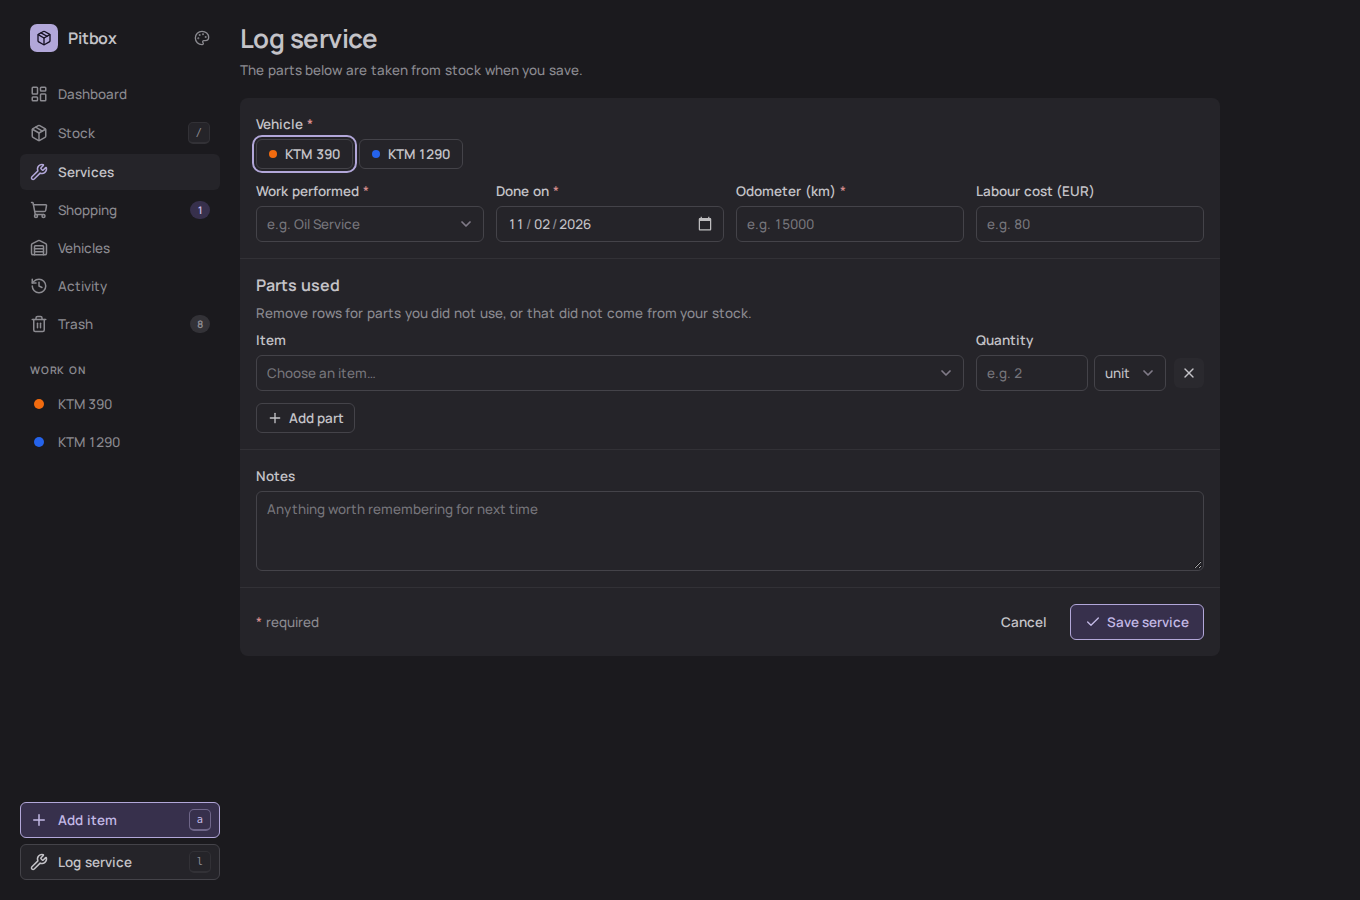 Pitbox
Dashboard
Stock /
Services
Shopping 1
Vehicles
Activity
Trash 8
WORK ON
KTM 390
KTM 1290
Add item a
Log service l
Log service
The parts below are taken from stock when you save.
Vehicle *
KTM 390 KTM 1290
Work performed * Done on * Odometer (km) * Labour cost (EUR)
e.g. Oil Service 11/02/2026 e.g. 15000 e.g. 80
Parts used
Remove rows for parts you did not use, or that did not come from your stock.
Item Quantity
Choose an item... e.g. 2 unit
Add part
Notes
Anything worth remembering for next time
* required Cancel Save service